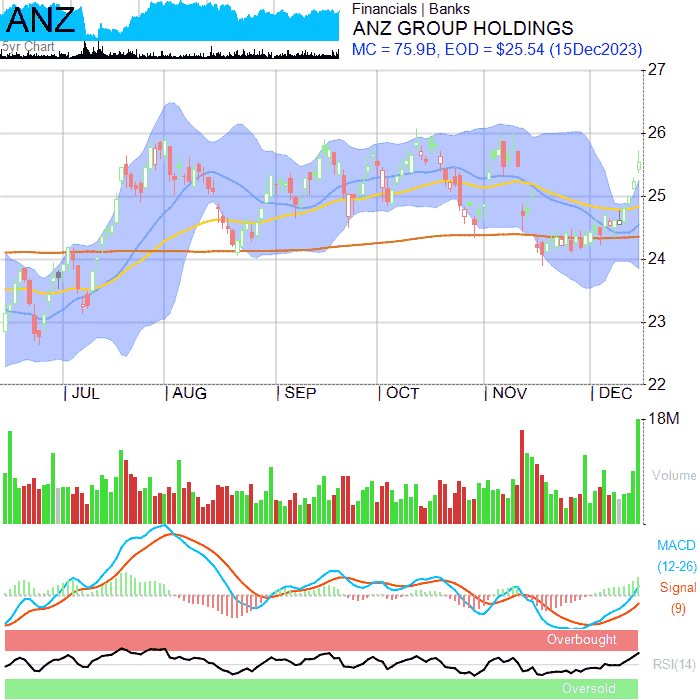 ANZ
5yr Chart
Financials | Banks
ANZ GROUP HOLDINGS
MC = 75.9B, EOD = $25.54 (15Dec2023)
27
26
25
24
23
22
| JUL | AUG | SEP | OCT | NOV | DEC
18M
Volume
MACD
(12-26)
Signal
(9)
Overbought
RSI(14)
Oversold